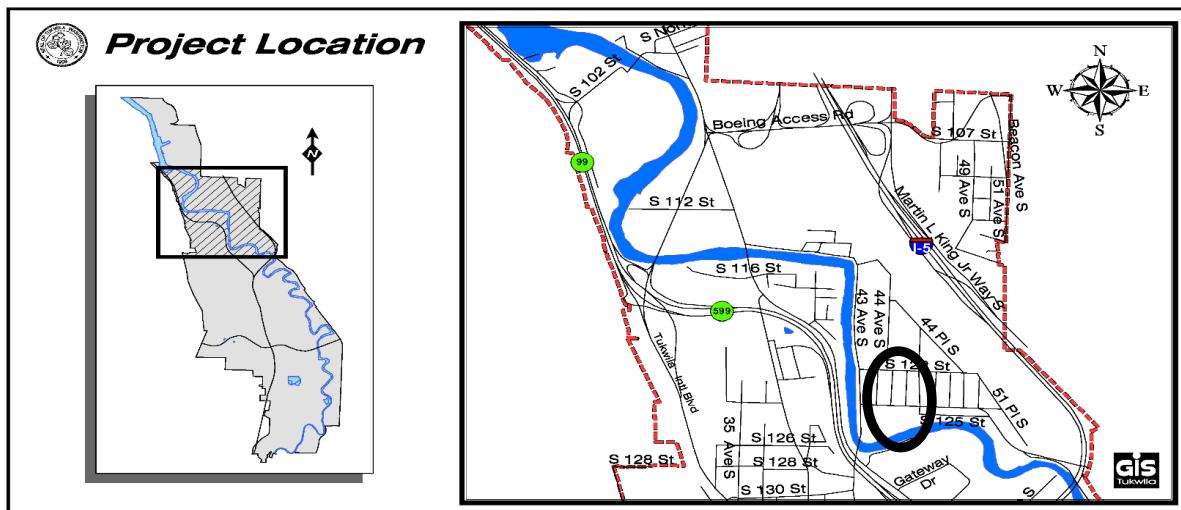 Project Location
N
S 102 St
S Nor
Boeing Access Rd
N
W E
S
S 107 St
Beacon Ave S
49 Ave S
51 Ave S
99
S 112 St
Martin L King Jr Way S
I-5
S 116 St
599
44 Ave S
43 Ave S
44 Pl S
Tukwila Intl Blvd
51 Pl S
S 125 St
35 Ave S
S 126 St
S 128 St
S 128 St
S 130 St
Gateway Dr
S
GIS
Tukwila